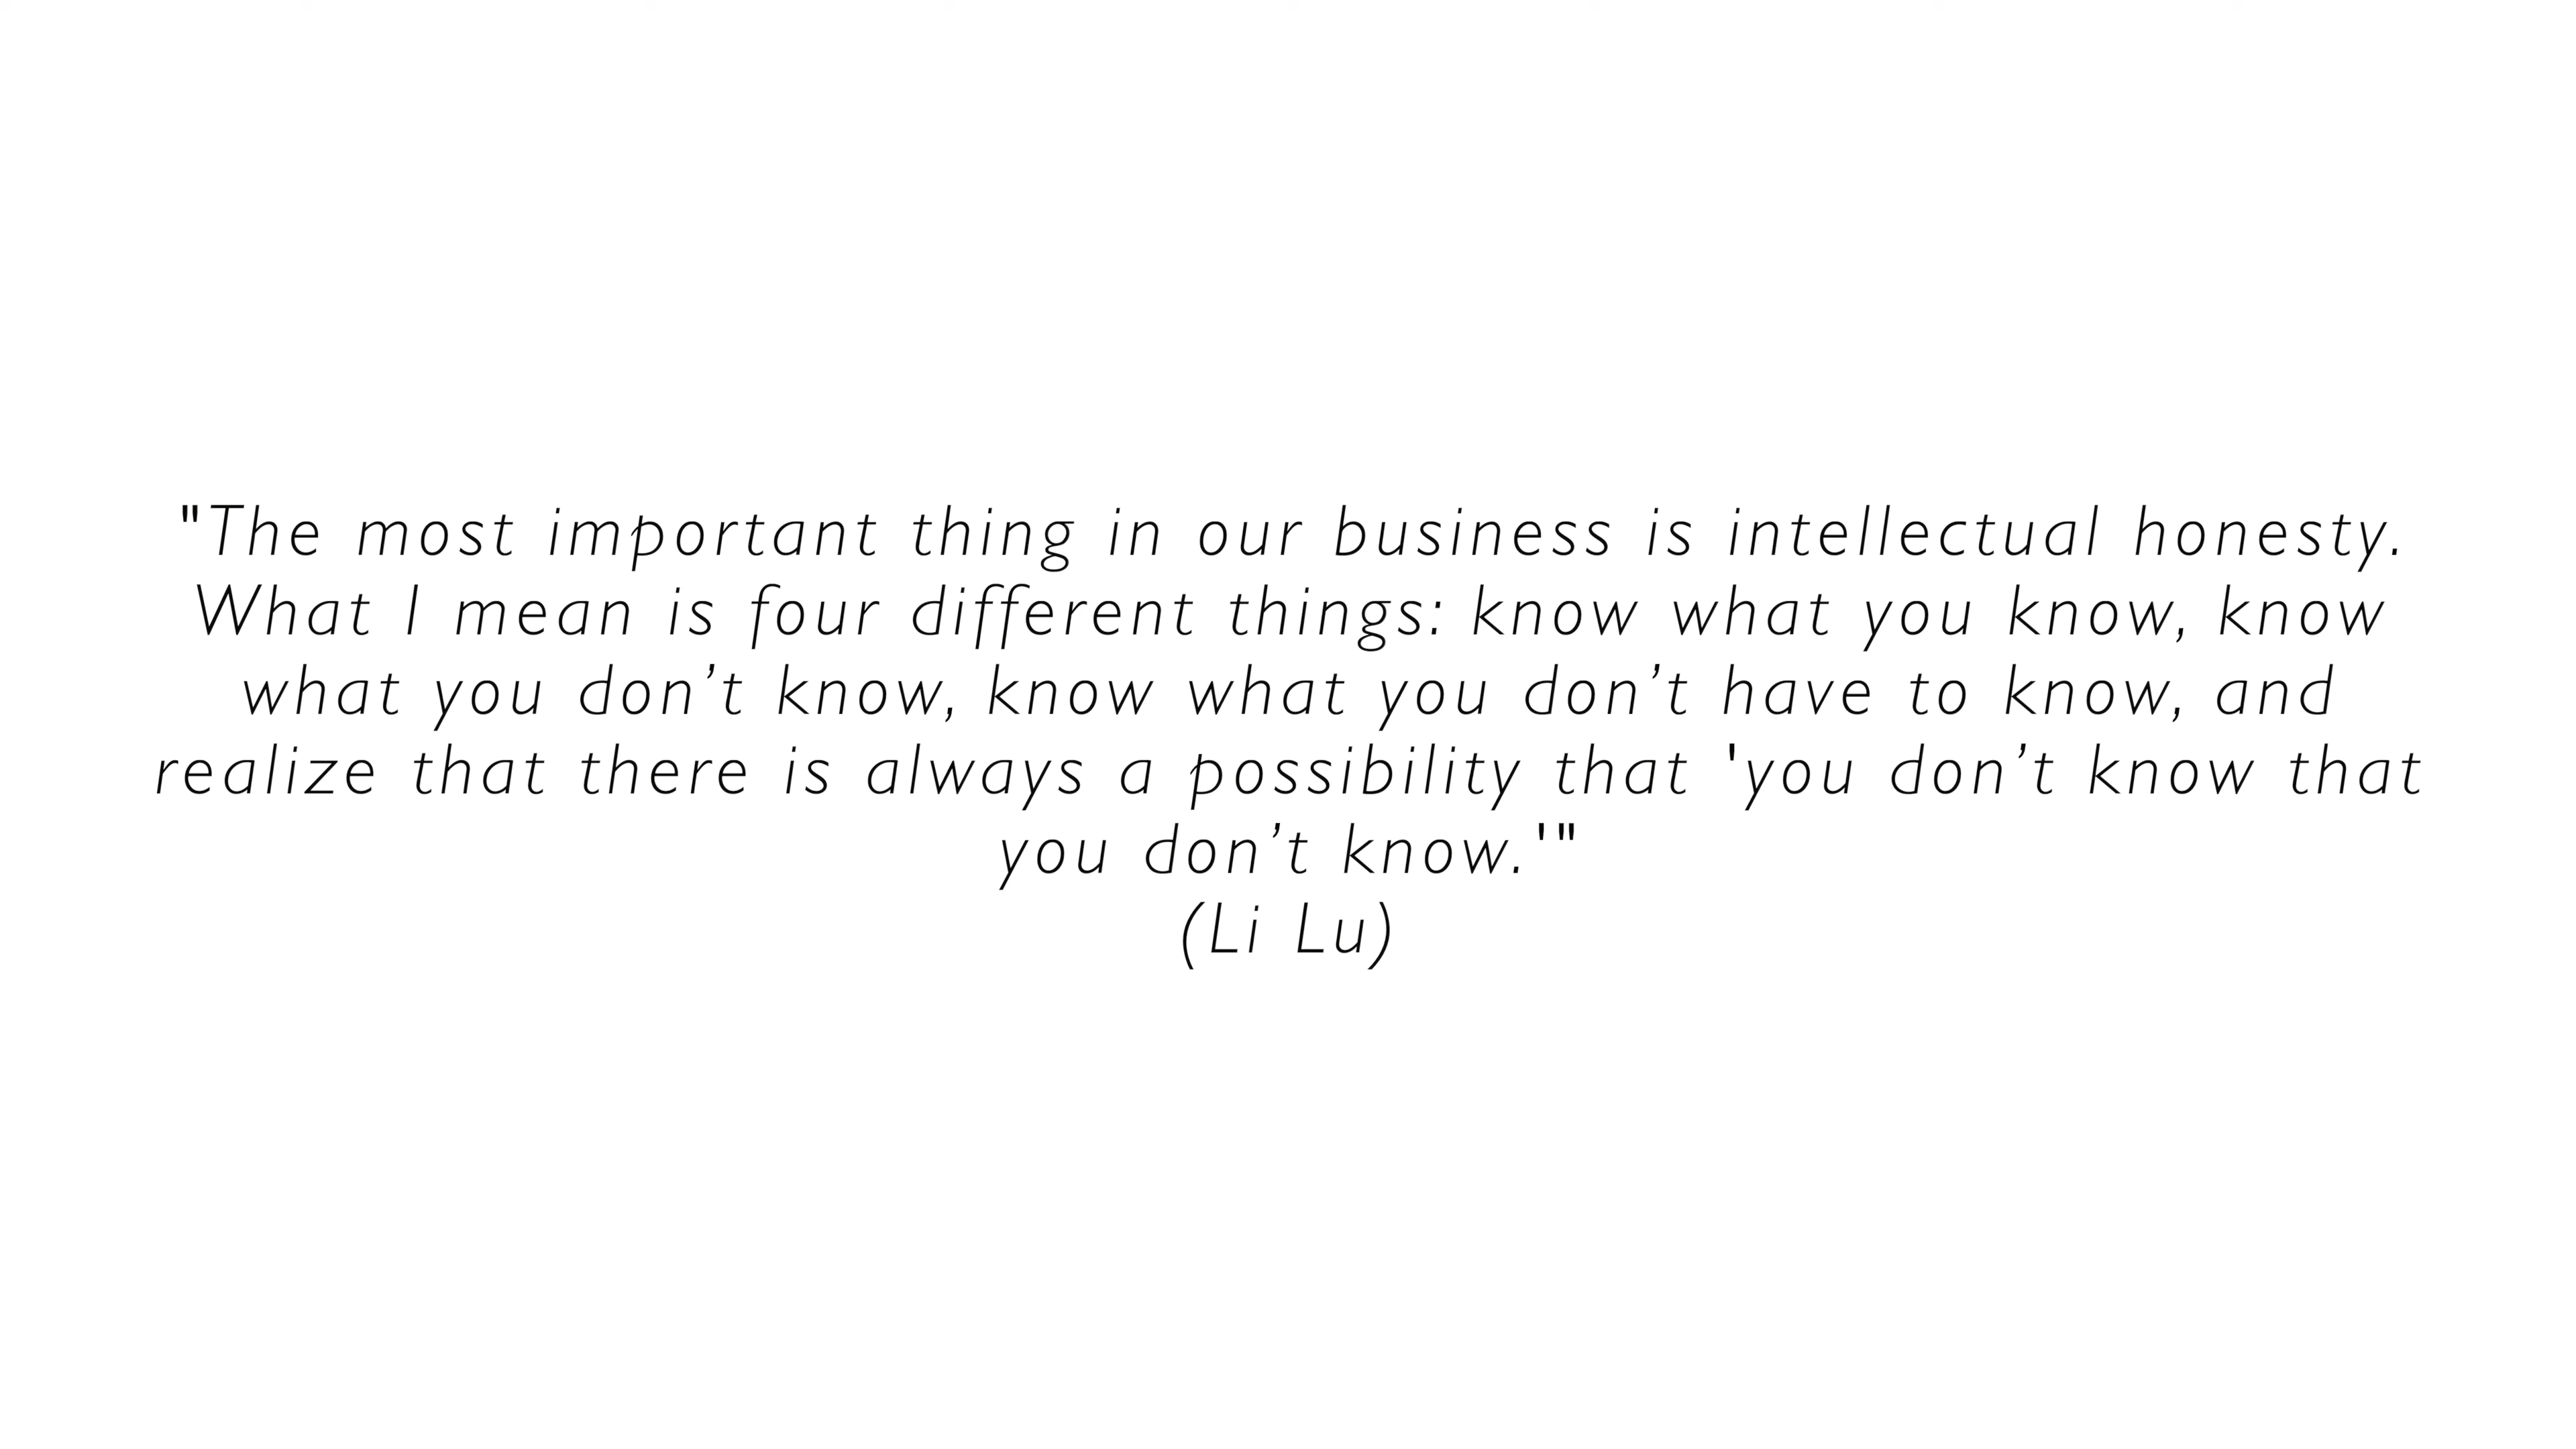 "The most important thing in our business is intellectual honesty.
What I mean is four different things: know what you know, know
what you don’t know, know what you don’t have to know, and
realize that there is always a possibility that 'you don’t know that
you don’t know.'"
(Li Lu)